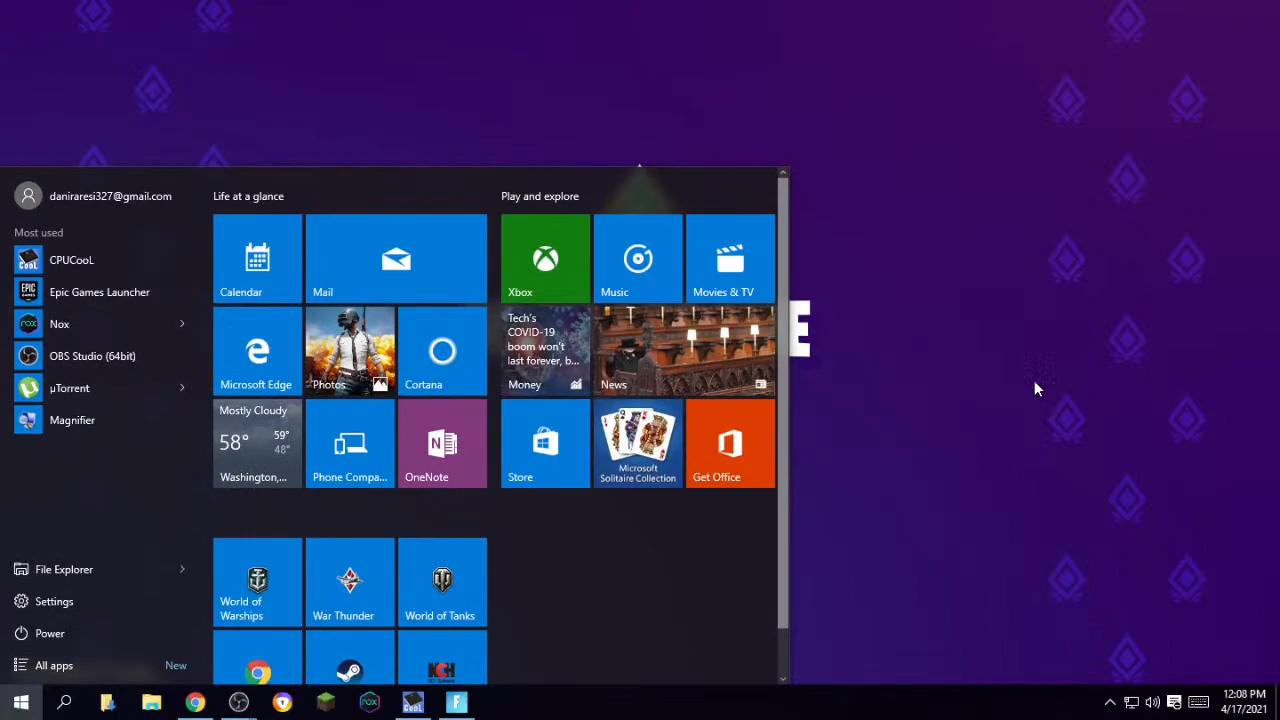 daniraresi327@gmail.com
Life at a glance
Play and explore
Most used
CPUCooL
Epic Games Launcher
Nox
OBS Studio (64bit)
µTorrent
Magnifier
Calendar
Mail
Xbox
Music
Movies & TV
Microsoft Edge
Photos
Cortana
Tech's
COVID-19
boom won't
last forever, b...
Money
News
Mostly Cloudy
58°
59°
48°
Washington,...
Phone Compa...
OneNote
Store
Microsoft
Solitaire Collection
Get Office
E
World of
Warships
War Thunder
World of Tanks
File Explorer
Settings
Power
All apps
New
12:08 PM
4/17/2021